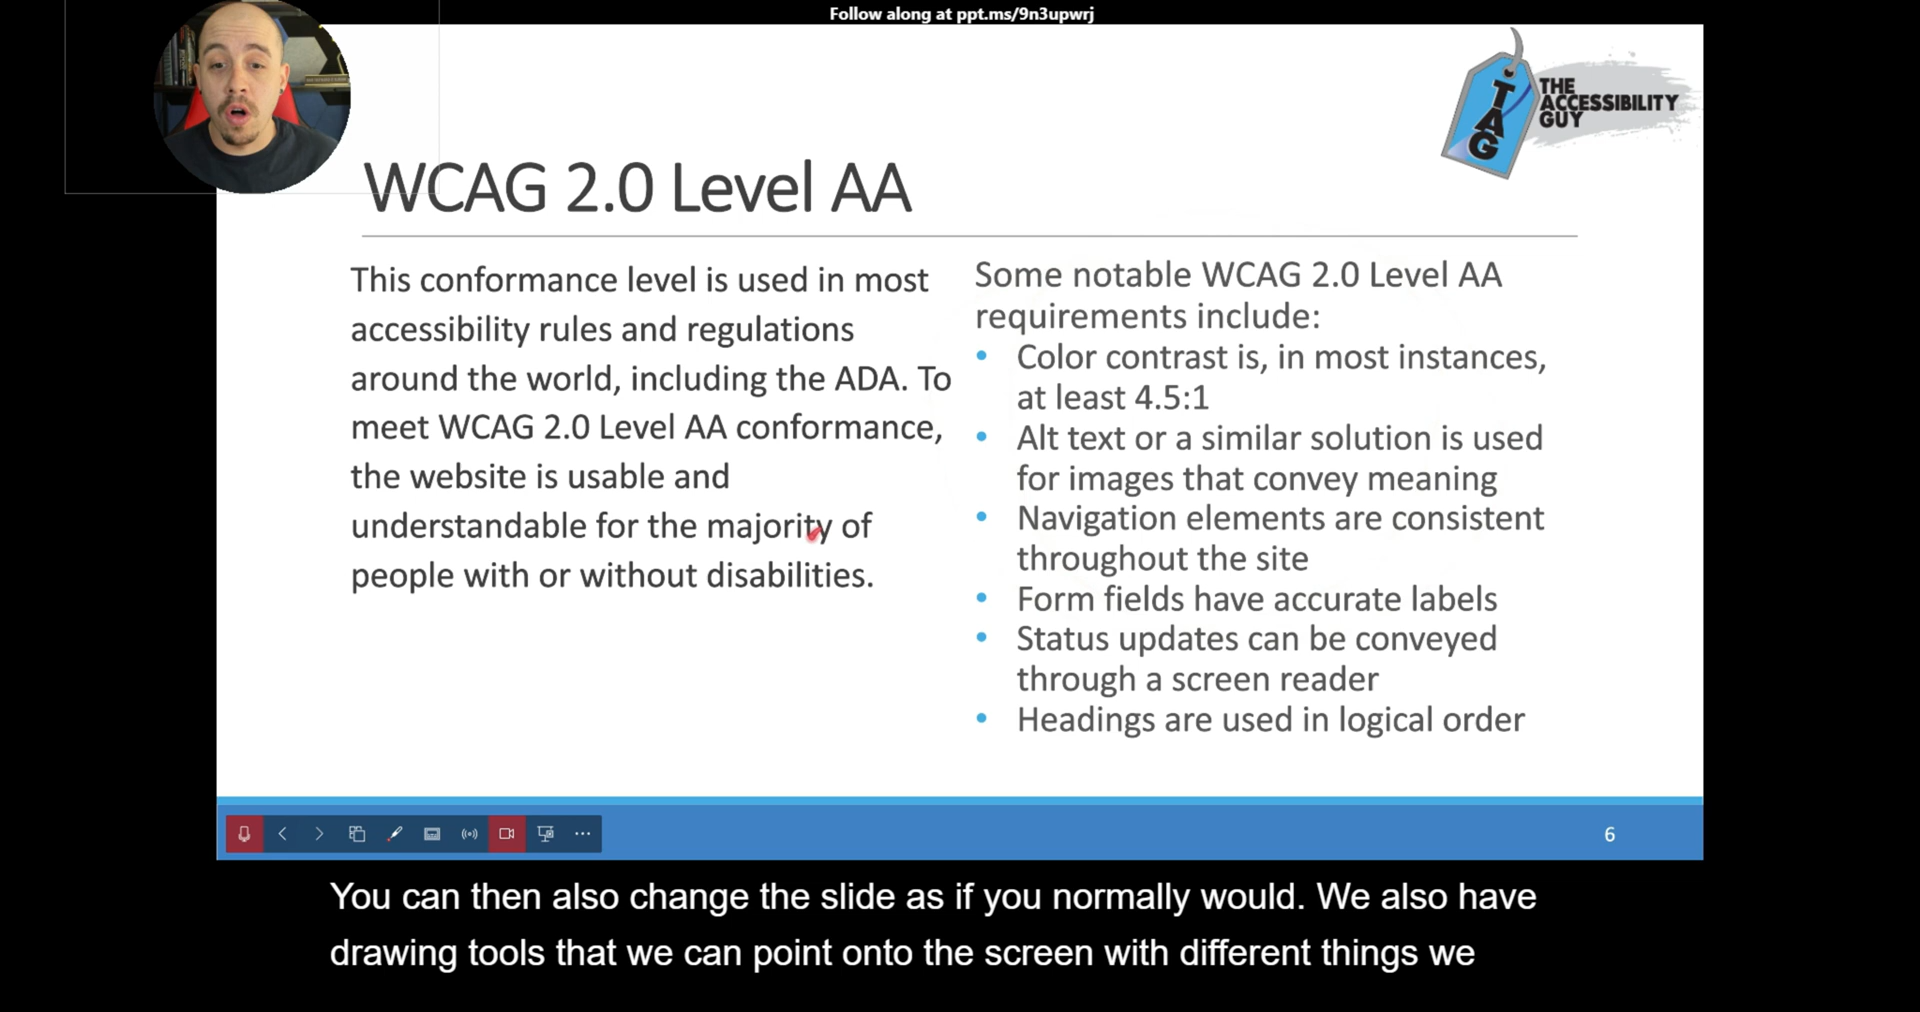 Follow along at ppt.ms/9n3upwrj
TAG
THE
ACCESSIBILITY
GUY
WCAG 2.0 Level AA
This conformance level is used in most
accessibility rules and regulations
around the world, including the ADA. To
meet WCAG 2.0 Level AA conformance,
the website is usable and
understandable for the majority of
people with or without disabilities.
Some notable WCAG 2.0 Level AA
requirements include:
• Color contrast is, in most instances,
at least 4.5:1
• Alt text or a similar solution is used
for images that convey meaning
• Navigation elements are consistent
throughout the site
• Form fields have accurate labels
• Status updates can be conveyed
through a screen reader
• Headings are used in logical order
6
You can then also change the slide as if you normally would. We also have
drawing tools that we can point onto the screen with different things we